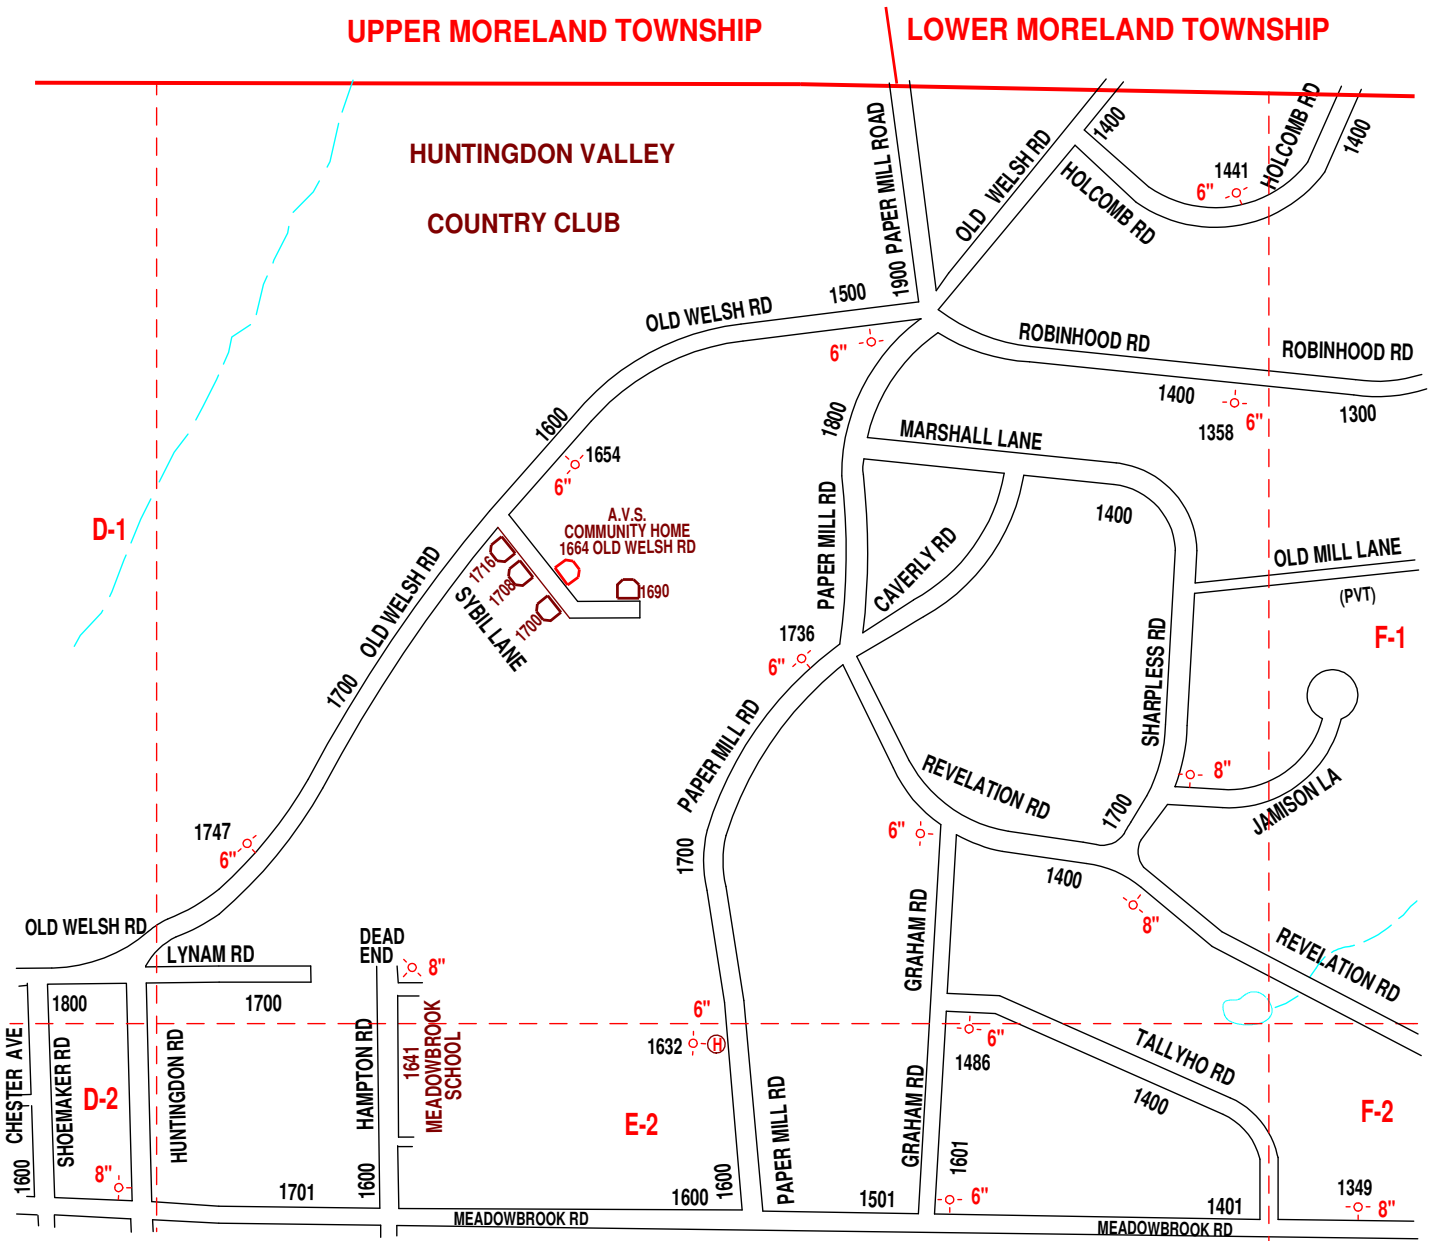 UPPER MORELAND TOWNSHIP
LOWER MORELAND TOWNSHIP
HUNTINGDON VALLEY
COUNTRY CLUB
1900 PAPER MILL ROAD
OLD WELSH RD
1400
HOLCOMB RD
1441
6"
HOLCOMB RD
1400
OLD WELSH RD
1500
6"
ROBINHOOD RD
ROBINHOOD RD
1400
1358
6"
1300
1600
1654
6"
1800
MARSHALL LANE
1400
D-1
A.V.S.
COMMUNITY HOME
1664 OLD WELSH RD
1716
1708
1700
1690
SYBIL LANE
OLD WELSH RD
1700
PAPER MILL RD
CAVERLY RD
OLD MILL LANE
(PVT)
F-1
1736
6"
SHARPLESS RD
PAPER MILL RD
1700
REVELATION RD
1700
8"
JAMISON LA
6"
1400
8"
1747
6"
OLD WELSH RD
LYNAM RD
DEAD
END
8"
GRAHAM RD
REVELATION RD
1800
1700
6"
1632
H
6"
1486
TALLYHO RD
1400
CHESTER AVE
1600
SHOEMAKER RD
D-2
8"
HUNTINGDON RD
HAMPTON RD
1600
1641
MEADOWBROOK
SCHOOL
E-2
F-2
PAPER MILL RD
1600
GRAHAM RD
1601
1701
1600
1501
6"
1401
1349
8"
MEADOWBROOK RD
MEADOWBROOK RD